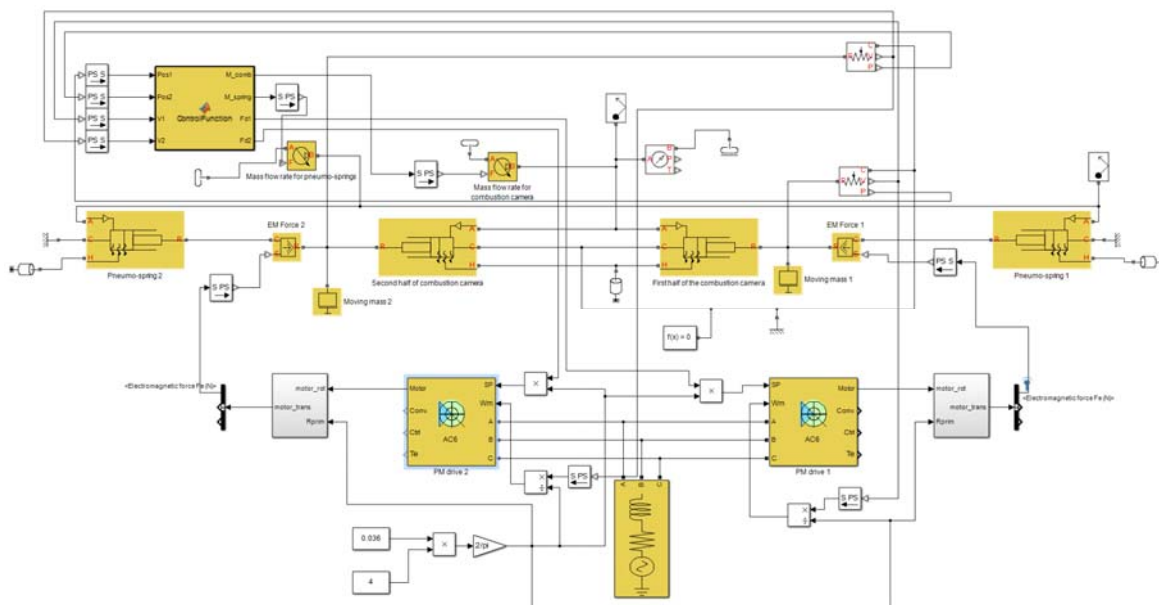 PS S
Pos1
M_comb
PS S
Pos2
M_spring
S PS
ControlFunction
PS S
V1
Fd1
PS S
V2
Fd2
Mass flow rate for pneumo-springs
S PS
Mass flow rate for
combustion camera
A
B
P
T
C
P
C
P
A
C
R
H
Pneumo-spring 2
EM Force 2
S PS
Moving mass 2
R
A
C
H
Second half of combustion camera
A
C
H
R
First half of the combustion camera
EM Force 1
Moving mass 1
PS S
R
A
C
H
Pneumo-spring 1
f(x) = 0
<Electromagnetic force Fe (N)>
motor_rot
motor_trans
Rprim
Motor
SP
Conv.
Wm
A
Ctrl
B
AC6
Te
C
PM drive 2
SP
Motor
Wm
Conv.
A
Ctrl
B
AC6
C
Te
PM drive 1
motor_rot
motor_trans
Rprim
<Electromagnetic force Fe (N)>
S PS
S PS
A
B
C
0.036
4
2/pi